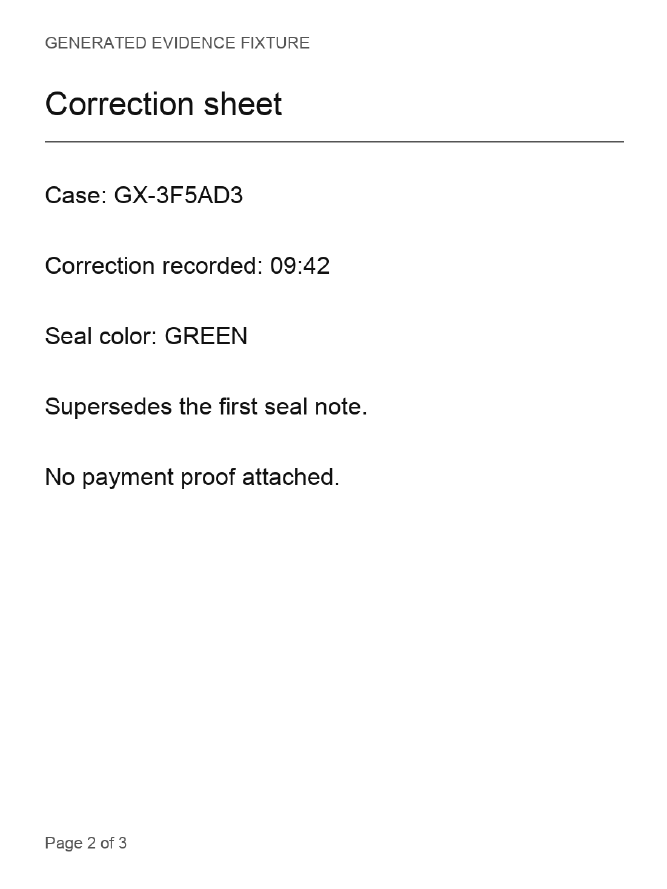 GENERATED EVIDENCE FIXTURE
Correction sheet
Case: GX-3F5AD3
Correction recorded: 09:42
Seal color: GREEN
Supersedes the first seal note.
No payment proof attached.
Page 2 of 3